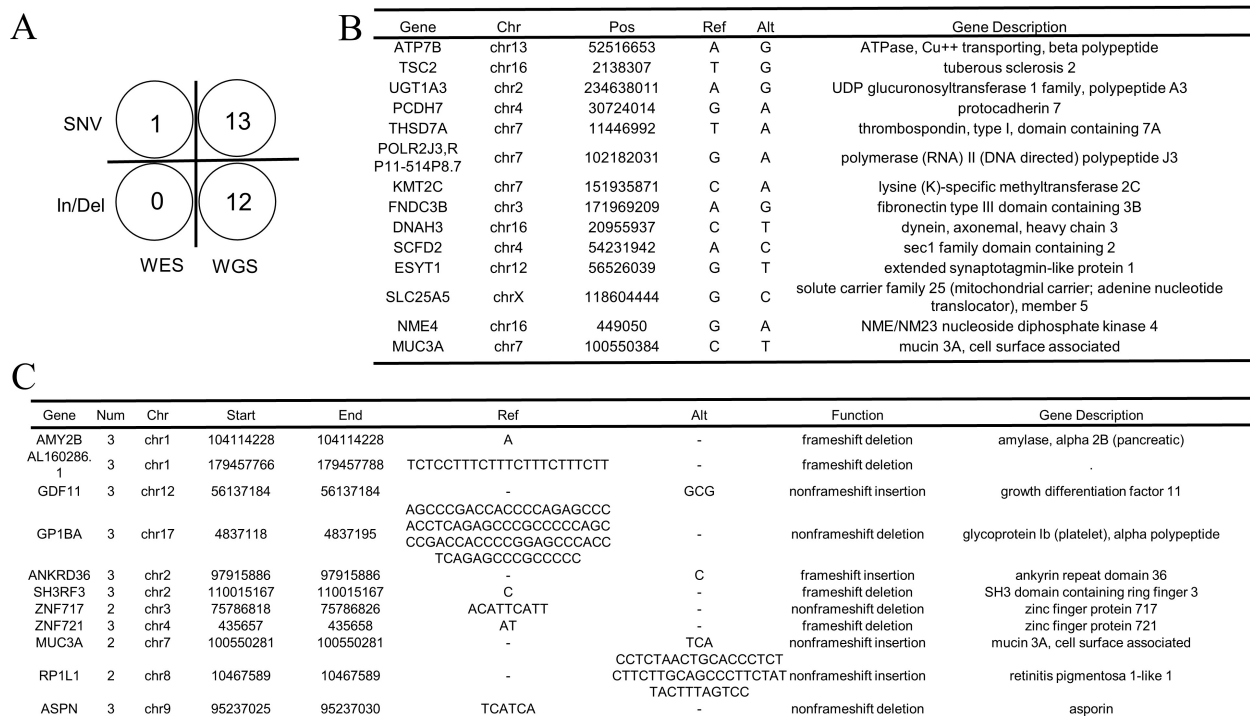 A
SNV 1 13
In/Del 0 12
WES WGS
B
Gene Chr Pos Ref Alt Gene Description
ATP7B chr13 52516653 A G ATPase, Cu++ transporting, beta polypeptide
TSC2 chr16 2138307 T G tuberous sclerosis 2
UGT1A3 chr2 234638011 A G UDP glucuronosyltransferase 1 family, polypeptide A3
PCDH7 chr4 30724014 G A protocadherin 7
THSD7A chr7 11446992 T A thrombospondin, type I, domain containing 7A
POLR2J3,R
P11-514P8.7 chr7 102182031 G A polymerase (RNA) II (DNA directed) polypeptide J3
KMT2C chr7 151935871 C A lysine (K)-specific methyltransferase 2C
FNDC3B chr3 171969209 A G fibronectin type III domain containing 3B
DNAH3 chr16 20955937 C T dynein, axonemal, heavy chain 3
SCFD2 chr4 54231942 A C sec1 family domain containing 2
ESYT1 chr12 56526039 G T extended synaptotagmin-like protein 1
SLC25A5 chrX 118604444 G C solute carrier family 25 (mitochondrial carrier; adenine nucleotide
translocator), member 5
NME4 chr16 449050 G A NME/NM23 nucleoside diphosphate kinase 4
MUC3A chr7 100550384 C T mucin 3A, cell surface associated
C
Gene Num Chr Start End Ref Alt Function Gene Description
AMY2B 3 chr1 104114228 104114228 A - frameshift deletion amylase, alpha 2B (pancreatic)
AL160286.
1 3 chr1 179457766 179457788 TCTCCTTTCTTTCTTTCTTTCTT - frameshift deletion .
GDF11 3 chr12 56137184 56137184 - GCG nonframeshift insertion growth differentiation factor 11
AGCCCGACCACCCCAGAGCCC
ACCTCAGAGCCCGCCCCCAGC
GP1BA 3 chr17 4837118 4837195 - nonframeshift deletion glycoprotein Ib (platelet), alpha polypeptide
CCGACCACCCCGGAGCCCACC
TCAGAGCCCGCCCCC
ANKRD36 3 chr2 97915886 97915886 - C frameshift insertion ankyrin repeat domain 36
SH3RF3 3 chr2 110015167 110015167 C - frameshift deletion SH3 domain containing ring finger 3
ZNF717 2 chr3 75786818 75786826 ACATTCATT - nonframeshift deletion zinc finger protein 717
ZNF721 2 chr4 435657 435658 AT - frameshift deletion zinc finger protein 721
MUC3A 2 chr7 100550281 100550281 - TCA nonframeshift insertion mucin 3A, cell surface associated
CCTCTAACTGCACCCTCT
RP1L1 2 chr8 10467589 10467589 - CTTCTTGCAGCCCTTCTAT nonframeshift insertion retinitis pigmentosa 1-like 1
TACTTTAGTCC
ASPN 3 chr9 95237025 95237030 TCATCA - nonframeshift deletion asporin